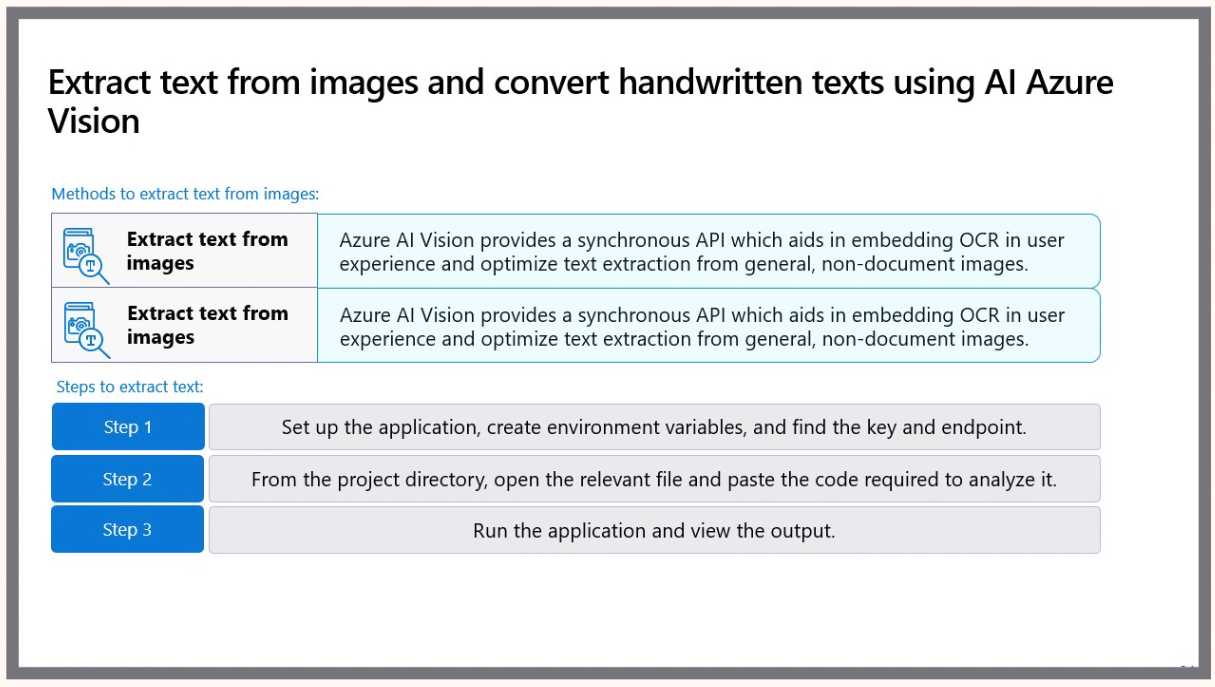 Extract text from images and convert handwritten texts using AI Azure
Vision
Methods to extract text from images:
Extract text from
images
Azure AI Vision provides a synchronous API which aids in embedding OCR in user
experience and optimize text extraction from general, non-document images.
Extract text from
images
Azure AI Vision provides a synchronous API which aids in embedding OCR in user
experience and optimize text extraction from general, non-document images.
Steps to extract text:
Step 1
Set up the application, create environment variables, and find the key and endpoint.
Step 2
From the project directory, open the relevant file and paste the code required to analyze it.
Step 3
Run the application and view the output.